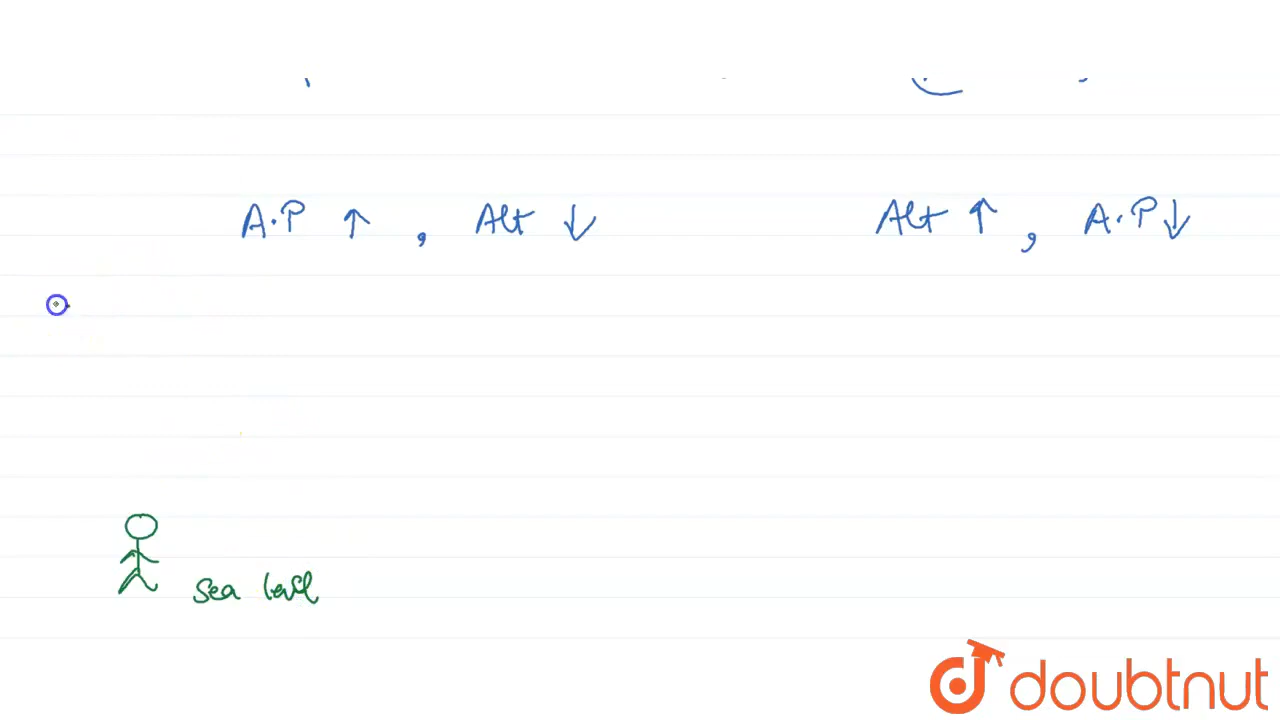 A.P ↑ , Alt ↓ Alt ↑ , A.P ↓
sea level
doubtnut